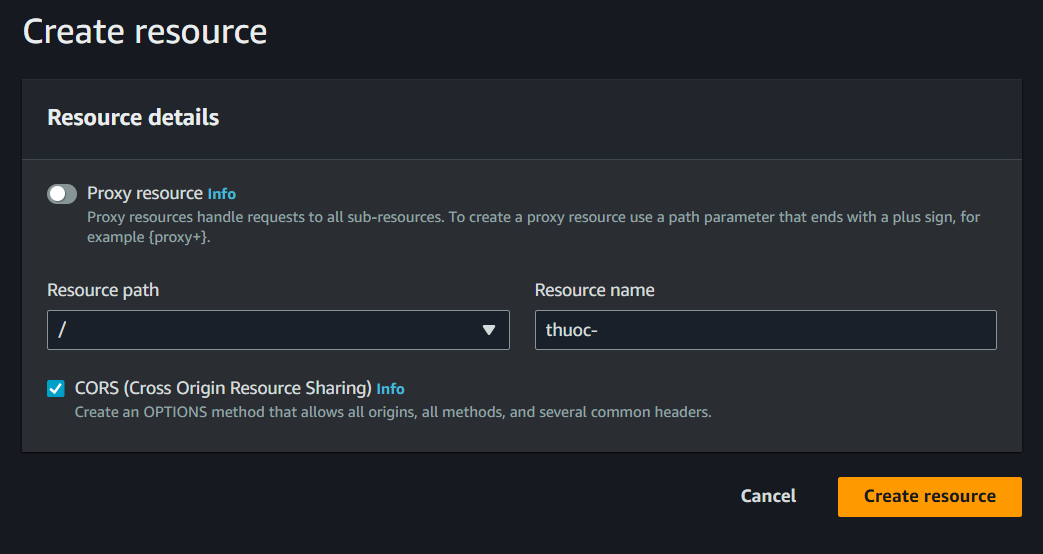 Create resource
Resource details
Proxy resource Info
Proxy resources handle requests to all sub-resources. To create a proxy resource use a path parameter that ends with a plus sign, for
example {proxy+}.
Resource path
Resource name
/
thuoc-
CORS (Cross Origin Resource Sharing) Info
Create an OPTIONS method that allows all origins, all methods, and several common headers.
Cancel
Create resource